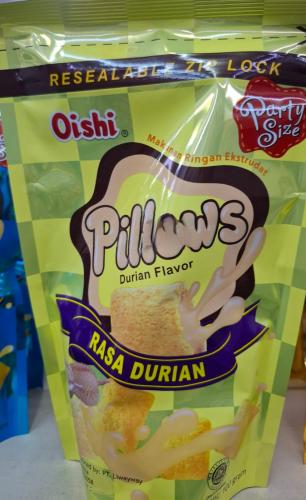 RESEALABLE ZIP LOCK
Party
Size
Oishi ®
Makanan Ringan Ekstrudat
Pillows
Durian Flavor
RASA DURIAN